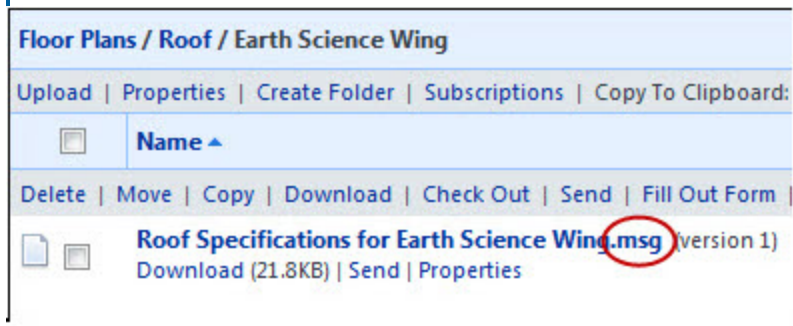 Floor Plans / Roof / Earth Science Wing
Upload | Properties | Create Folder | Subscriptions | Copy To Clipboard:
Name
Delete | Move | Copy | Download | Check Out | Send | Fill Out Form |
Roof Specifications for Earth Science Wing.msg (version 1)
Download (21.8KB) | Send | Properties